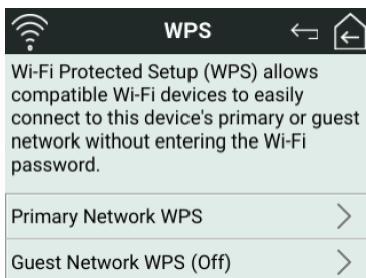 WPS
Wi-Fi Protected Setup (WPS) allows
compatible Wi-Fi devices to easily
connect to this device's primary or guest
network without entering the Wi-Fi
password.
Primary Network WPS
Guest Network WPS (Off)